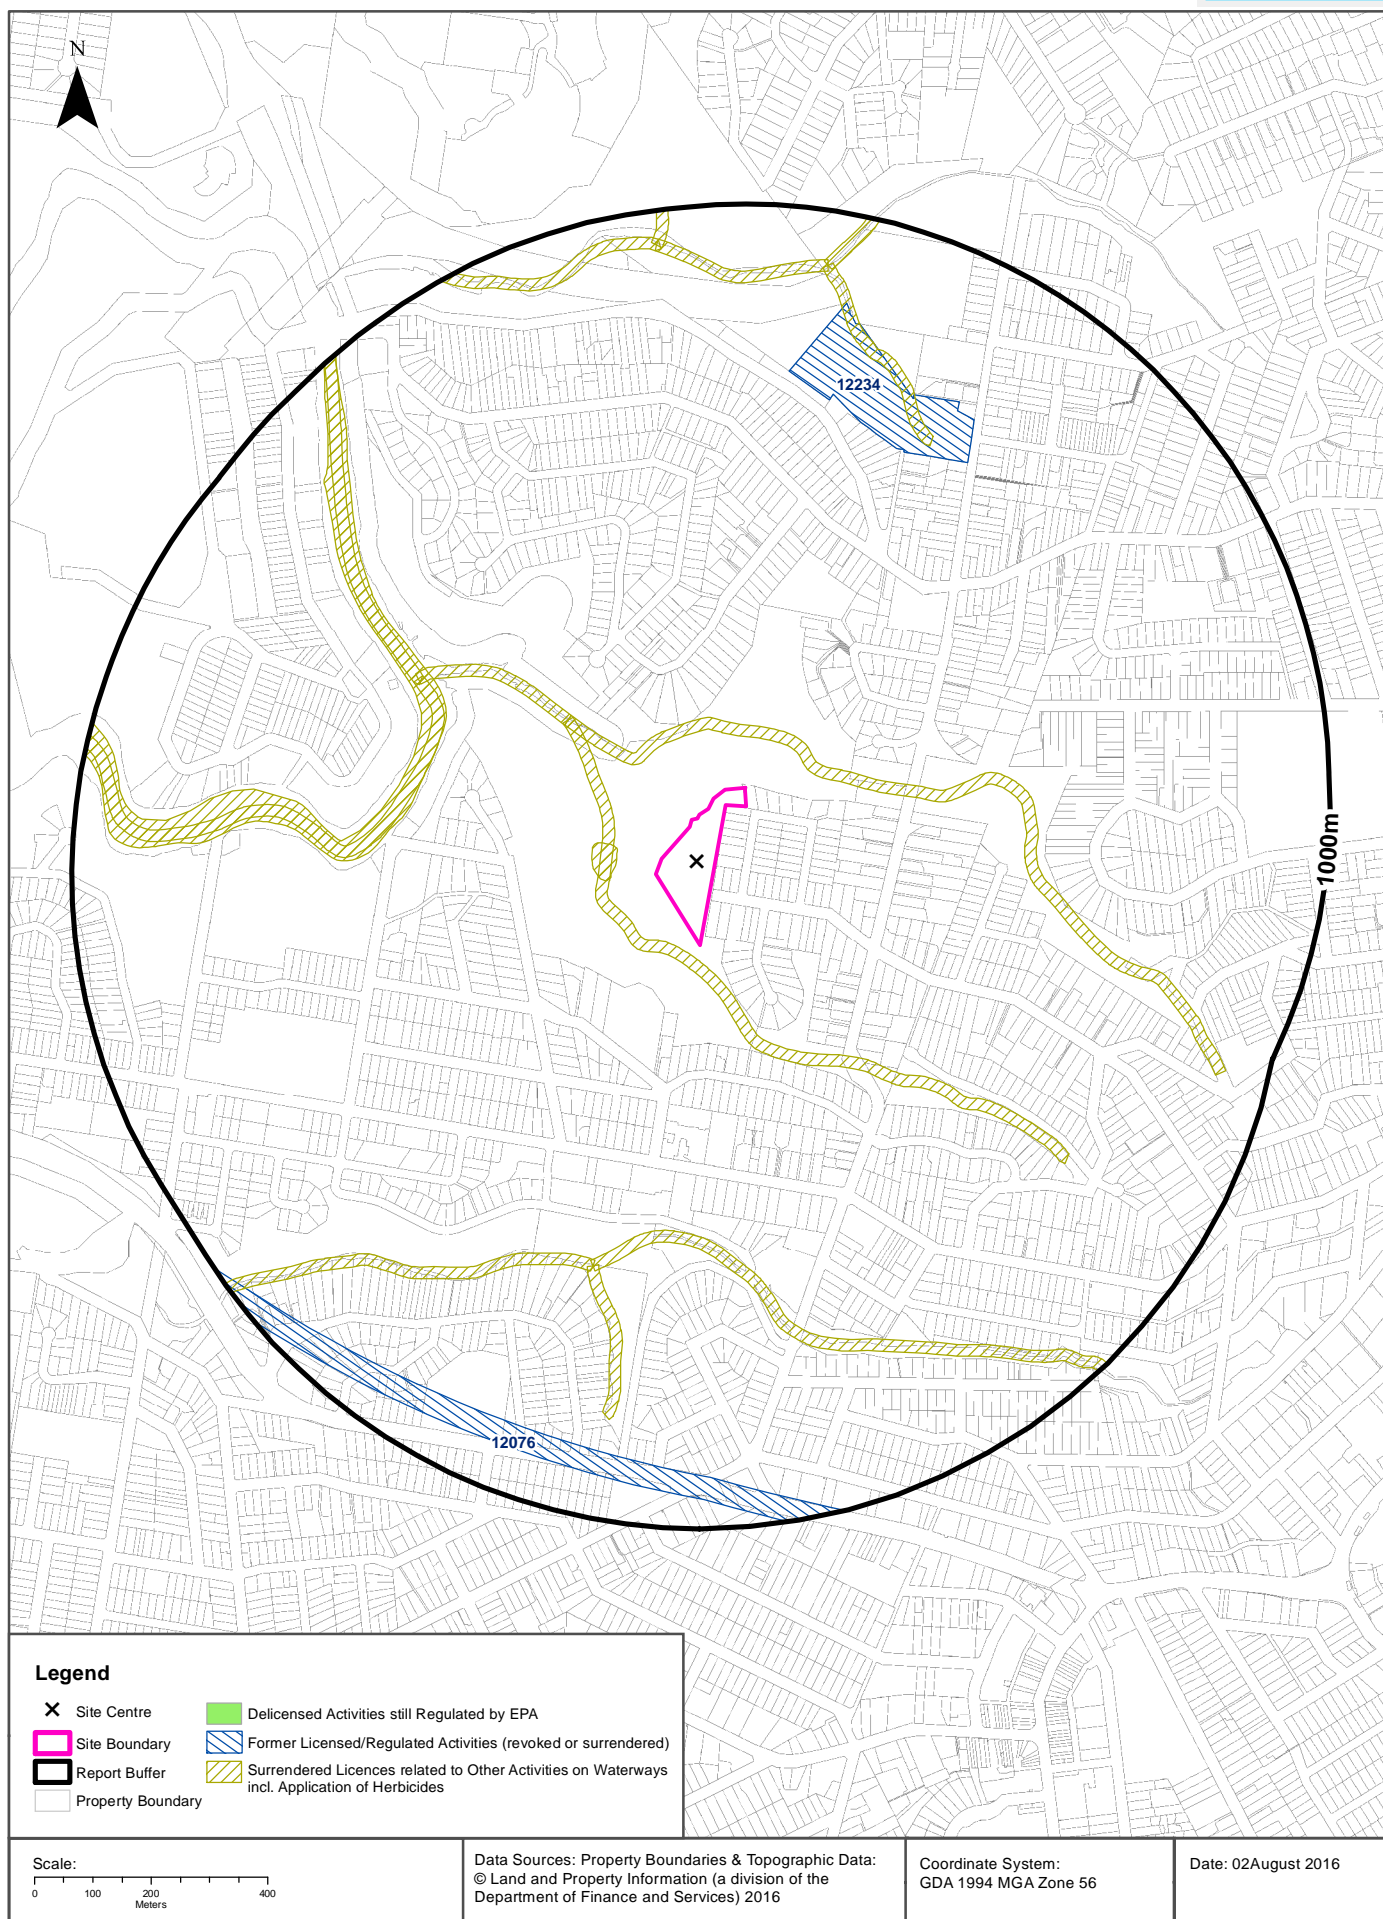 N
12234
1000m
12076
Legend
Site Centre
Site Boundary
Report Buffer
Property Boundary
Delicensed Activities still Regulated by EPA
Former Licensed/Regulated Activities (revoked or surrendered)
Surrendered Licences related to Other Activities on Waterways
incl. Application of Herbicides
Scale:
0 100 200 400
Meters
Data Sources: Property Boundaries & Topographic Data:
© Land and Property Information (a division of the
Department of Finance and Services) 2016
Coordinate System:
GDA 1994 MGA Zone 56
Date: 02August 2016